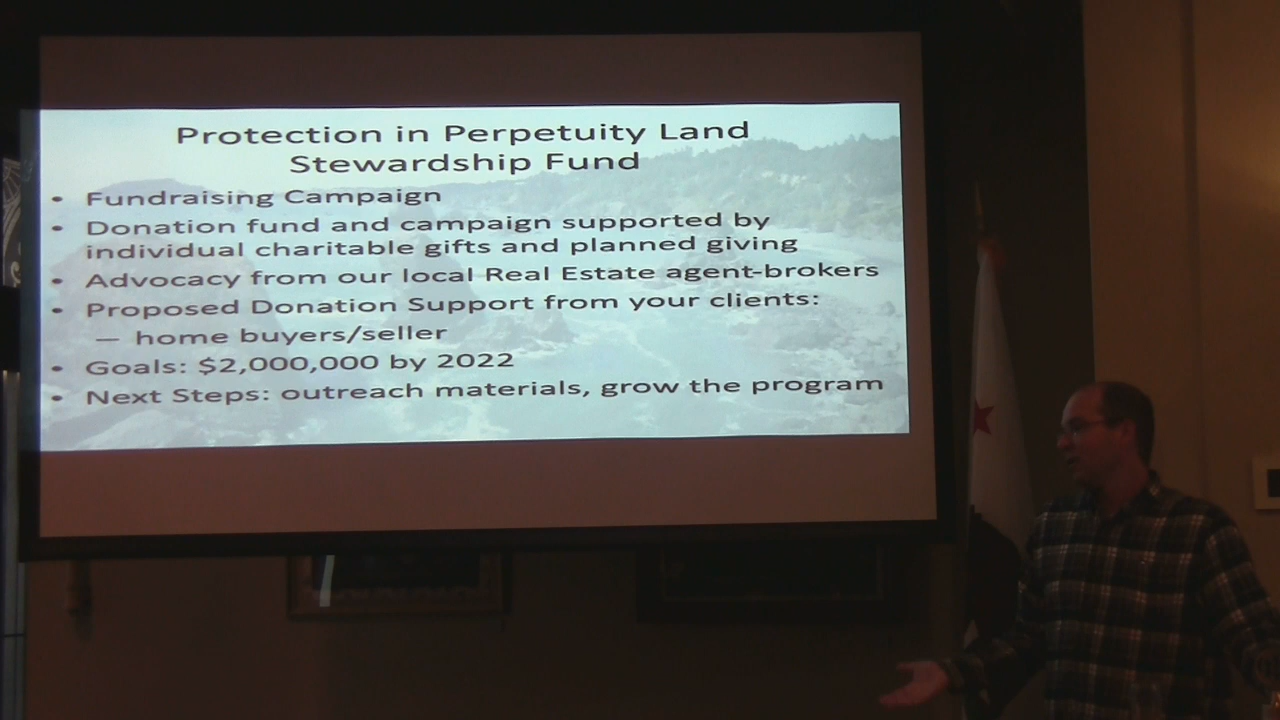 Protection in Perpetuity Land
Stewardship Fund
• Fundraising Campaign
• Donation fund and campaign supported by
individual charitable gifts and planned giving
• Advocacy from our local Real Estate agent-brokers
• Proposed Donation Support from your clients:
— home buyers/seller
• Goals: $2,000,000 by 2022
• Next Steps: outreach materials, grow the program